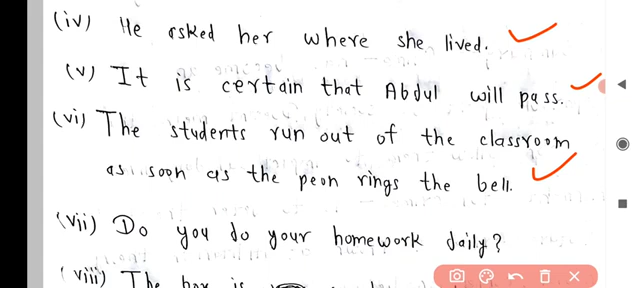 (iv) He asked her where she lived.
(v) It is certain that Abdul will pass.
(vi) The students run out of the classroom
as soon as the peon rings the bell.
(vii) Do you do your homework daily?
(viii) The box is